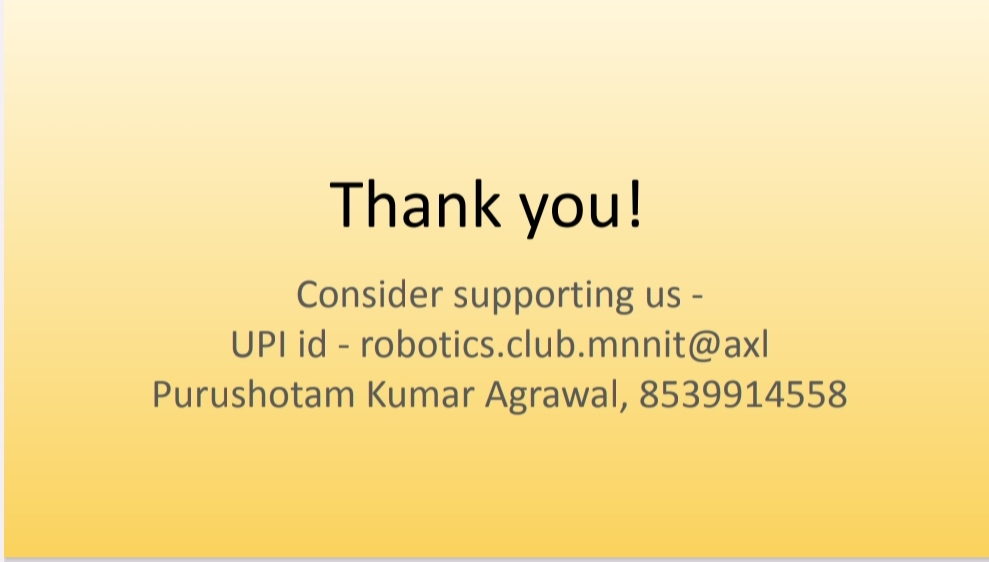 Thank you!
Consider supporting us -
UPI id - robotics.club.mnnit@axl
Purushotam Kumar Agrawal, 8539914558